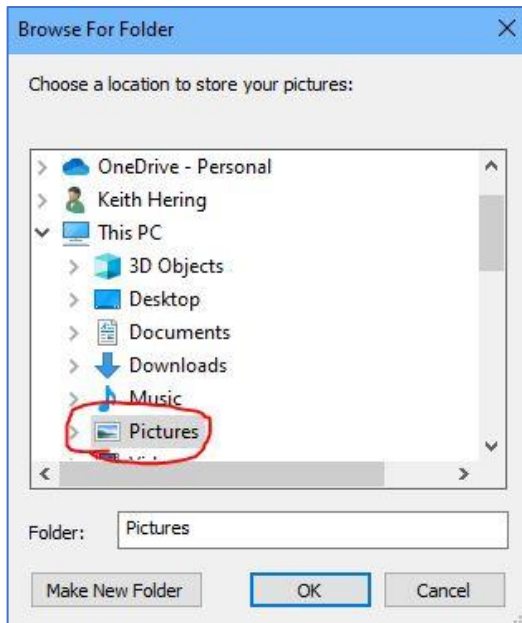 Browse For Folder
Choose a location to store your pictures:
OneDrive - Personal
Keith Hering
This PC
3D Objects
Desktop
Documents
Downloads
Music
Pictures
Folder: Pictures
Make New Folder OK Cancel